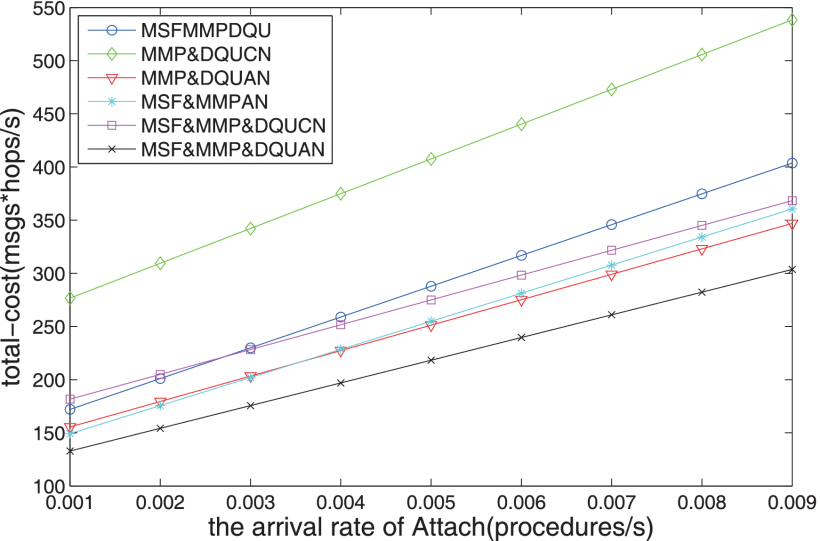 550
500
450
400
350
300
250
200
150
100
total-cost(msgs*hops/s)
MSFMMPDQU
MMP&DQUCN
MMP&DQUAN
MSF&MMPAN
MSF&MMP&DQUCN
MSF&MMP&DQUAN
0.001 0.002 0.003 0.004 0.005 0.006 0.007 0.008 0.009
the arrival rate of Attach(procedures/s)